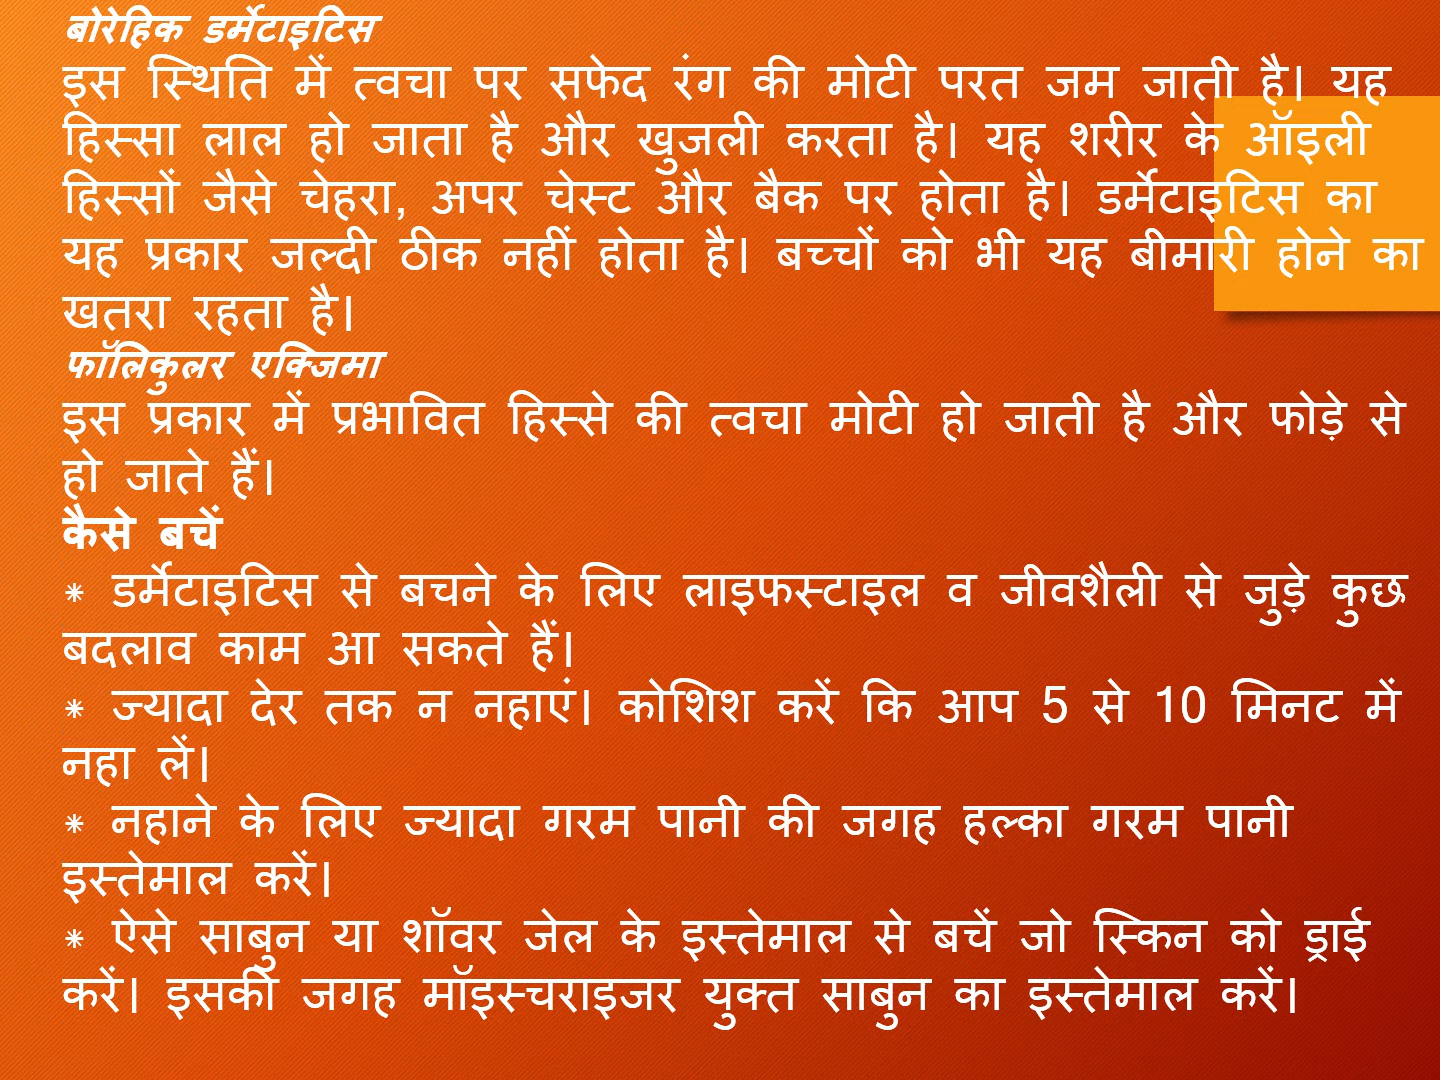 बोरेहिक डर्मेटाइटिस
इस स्थिति में त्वचा पर सफेद रंग की मोटी परत जम जाती है। यह
हिस्सा लाल हो जाता है और खुजली करता है। यह शरीर के ऑइली
हिस्सों जैसे चेहरा, अपर चेस्ट और बैक पर होता है। डर्मेटाइटिस का
यह प्रकार जल्दी ठीक नहीं होता है। बच्चों को भी यह बीमारी होने का
खतरा रहता है।
फॉलिकुलर एक्जिमा
इस प्रकार में प्रभावित हिस्से की त्वचा मोटी हो जाती है और फोड़े से
हो जाते हैं।
कैसे बचें
* डर्मेटाइटिस से बचने के लिए लाइफस्टाइल व जीवशैली से जुड़े कुछ
बदलाव काम आ सकते हैं।
* ज्यादा देर तक न नहाएं। कोशिश करें कि आप 5 से 10 मिनट में
नहा लें।
* नहाने के लिए ज्यादा गरम पानी की जगह हल्का गरम पानी
इस्तेमाल करें।
* ऐसे साबुन या शॉवर जेल के इस्तेमाल से बचें जो स्किन को ड्राई
करें। इसकी जगह मॉइस्चराइजर युक्त साबुन का इस्तेमाल करें।